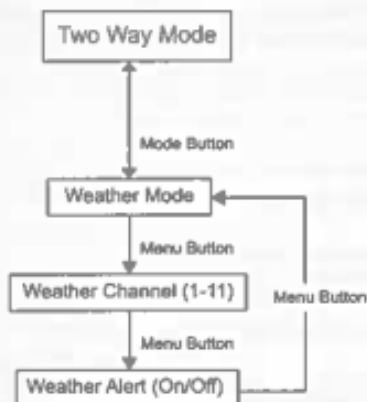 Two Way Mode
Mode Button
Weather Mode
Menu Button
Weather Channel (1-11)
Menu Button
Menu Button
Weather Alert (On/Off)